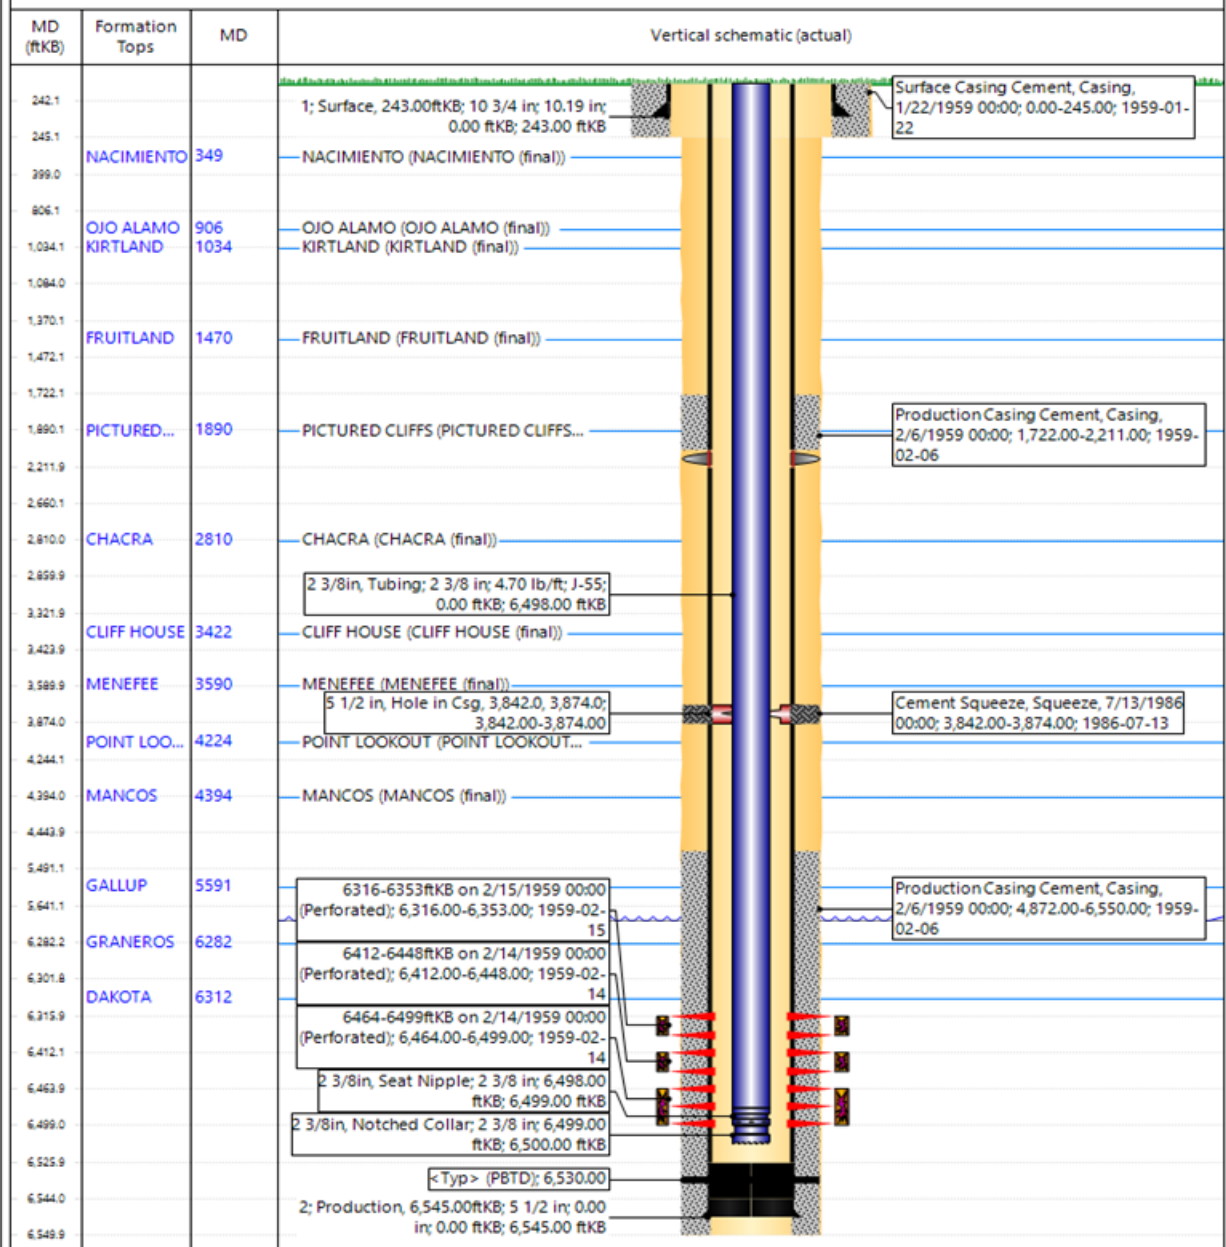 MD
(ftKB)
Formation
Tops
MD
Vertical schematic (actual)
242.1
245.1
399.0
806.1
1,034.1
1,084.0
1,370.1
1,472.1
1,722.1
1,890.1
2,211.9
2,660.1
2,810.0
2,859.9
3,321.9
3,423.9
3,589.9
3,874.0
4,244.1
4,394.0
4,443.9
5,491.1
5,641.1
6,282.2
6,301.8
6,315.9
6,412.1
6,463.9
6,499.0
6,525.9
6,544.0
6,549.9
NACIMIENTO 349
OJO ALAMO 906
KIRTLAND 1034
FRUITLAND 1470
PICTURED... 1890
CHACRA 2810
CLIFF HOUSE 3422
MENEFEE 3590
POINT LOO... 4224
MANCOS 4394
GALLUP 5591
GRANEROS 6282
DAKOTA 6312
1; Surface, 243.00ftKB; 10 3/4 in; 10.19 in;
0.00 ftKB; 243.00 ftKB
NACIMIENTO (NACIMIENTO (final))
OJO ALAMO (OJO ALAMO (final))
KIRTLAND (KIRTLAND (final))
FRUITLAND (FRUITLAND (final))
PICTURED CLIFFS (PICTURED CLIFFS...
CHACRA (CHACRA (final))
2 3/8in, Tubing; 2 3/8 in; 4.70 lb/ft; J-55;
0.00 ftKB; 6,498.00 ftKB
CLIFF HOUSE (CLIFF HOUSE (final))
MENEFEE (MENEFEE (final))
5 1/2 in, Hole in Csg, 3,842.0, 3,874.0;
3,842.00-3,874.00
POINT LOOKOUT (POINT LOOKOUT...
MANCOS (MANCOS (final))
6316-6353ftKB on 2/15/1959 00:00
(Perforated); 6,316.00-6,353.00; 1959-02-
15
6412-6448ftKB on 2/14/1959 00:00
(Perforated); 6,412.00-6,448.00; 1959-02-
14
6464-6499ftKB on 2/14/1959 00:00
(Perforated); 6,464.00-6,499.00; 1959-02-
14
2 3/8in, Seat Nipple; 2 3/8 in; 6,498.00
ftKB; 6,499.00 ftKB
2 3/8in, Notched Collar; 2 3/8 in; 6,499.00
ftKB; 6,500.00 ftKB
<Typ> (PBTD); 6,530.00
2; Production, 6,545.00ftKB; 5 1/2 in; 0.00
in; 0.00 ftKB; 6,545.00 ftKB
Surface Casing Cement, Casing,
1/22/1959 00:00; 0.00-245.00; 1959-01-
22
Production Casing Cement, Casing,
2/6/1959 00:00; 1,722.00-2,211.00; 1959-
02-06
Cement Squeeze, Squeeze, 7/13/1986
00:00; 3,842.00-3,874.00; 1986-07-13
Production Casing Cement, Casing,
2/6/1959 00:00; 4,872.00-6,550.00; 1959-
02-06